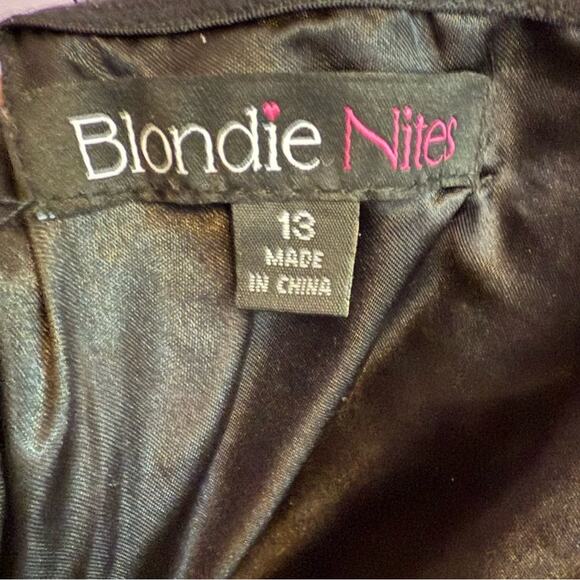 Blondie Nites
13
MADE
IN CHINA